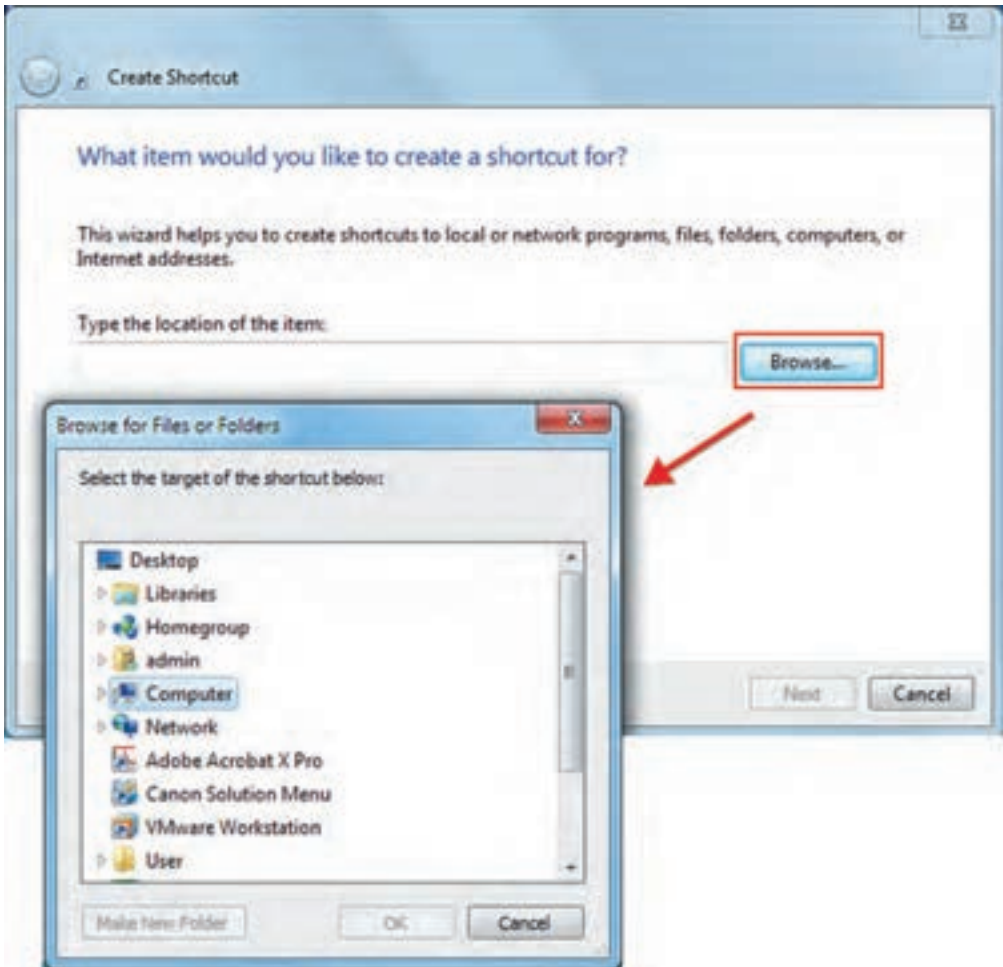 Create Shortcut
What item would you like to create a shortcut for?
This wizard helps you to create shortcuts to local or network programs, files, folders, computers, or
Internet addresses.
Type the location of the item:
Browse...
Browse for Files or Folders
Select the target of the shortcut below:
Desktop
Libraries
Homegroup
admin
Computer
Network
Adobe Acrobat X Pro
Canon Solution Menu
VMware Workstation
User
Make New Folder
OK
Cancel
Next
Cancel